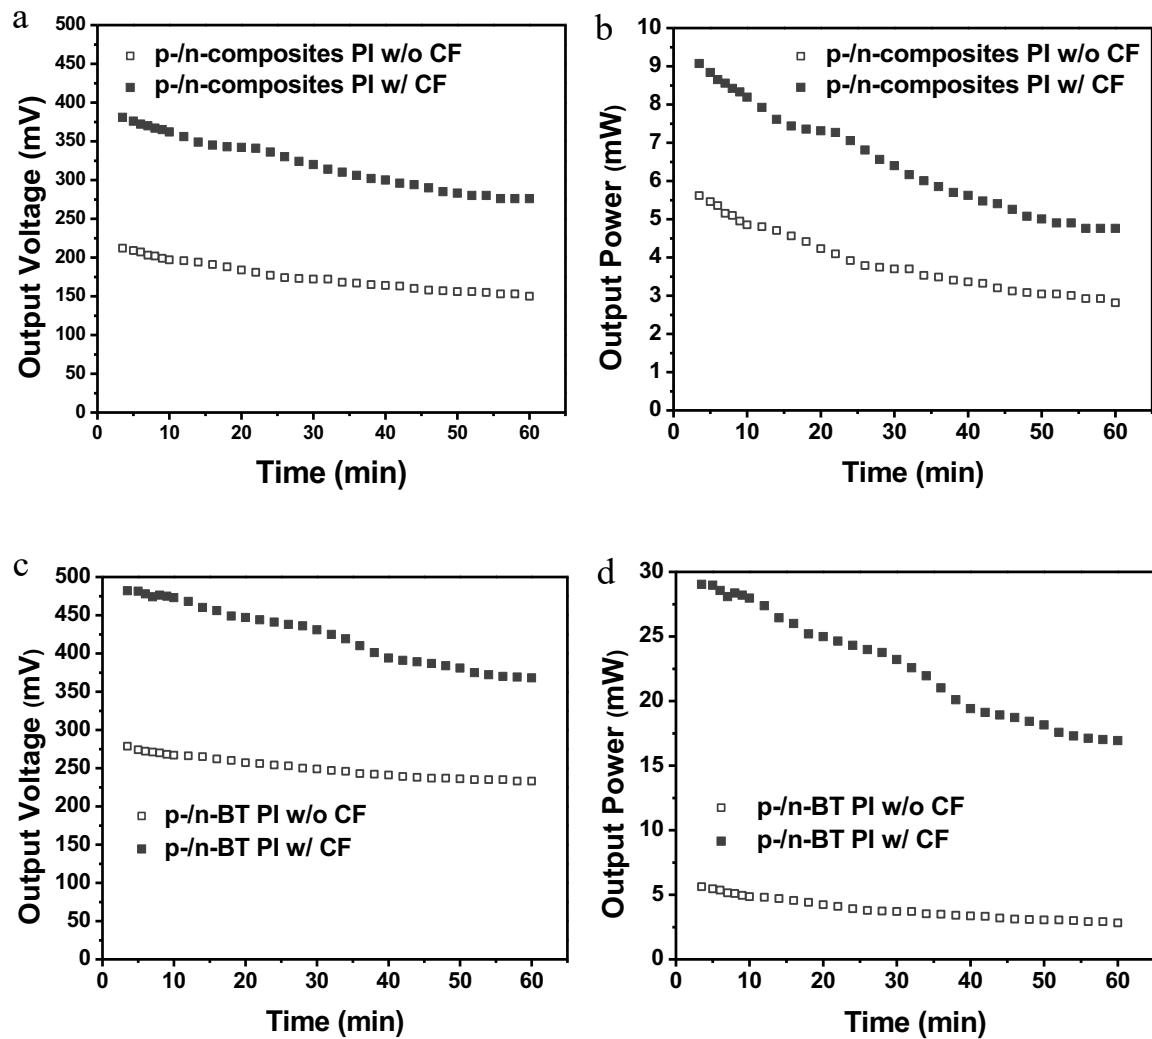 a
500
450
400
350
300
250
200
150
100
50
0
Output Voltage (mV)
p-/n-composites PI w/o CF
p-/n-composites PI w/ CF
0 10 20 30 40 50 60
Time (min)
b
10
9
8
7
6
5
4
3
2
1
0
Output Power (mW)
p-/n-composites PI w/o CF
p-/n-composites PI w/ CF
0 10 20 30 40 50 60
Time (min)
c
500
450
400
350
300
250
200
150
100
50
0
Output Voltage (mV)
p-/n-BT PI w/o CF
p-/n-BT PI w/ CF
0 10 20 30 40 50 60
Time (min)
d
30
25
20
15
10
5
0
Output Power (mW)
p-/n-BT PI w/o CF
p-/n-BT PI w/ CF
0 10 20 30 40 50 60
Time (min)